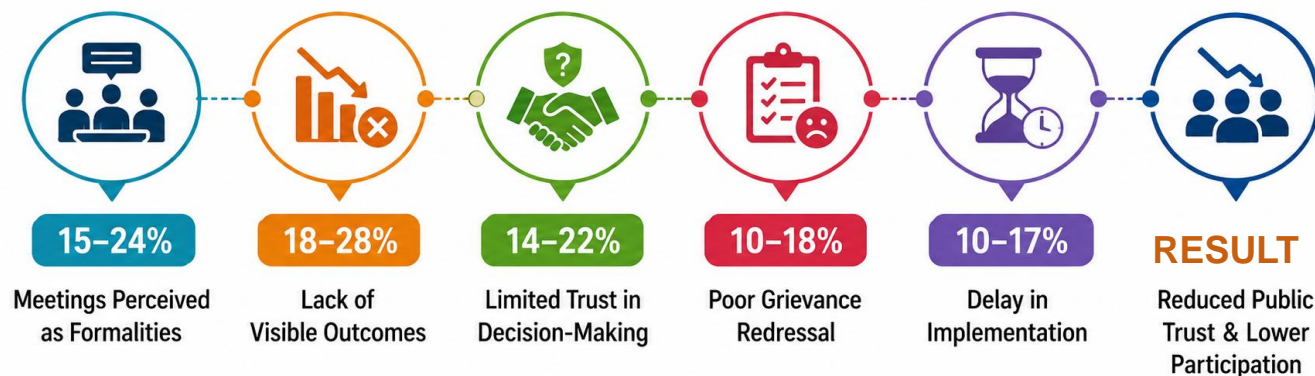 ?
15–24%
18–28%
14–22%
10–18%
10–17%
RESULT
Meetings Perceived
as Formalities
Lack of
Visible Outcomes
Limited Trust in
Decision-Making
Poor Grievance
Redressal
Delay in
Implementation
Reduced Public
Trust & Lower
Participation